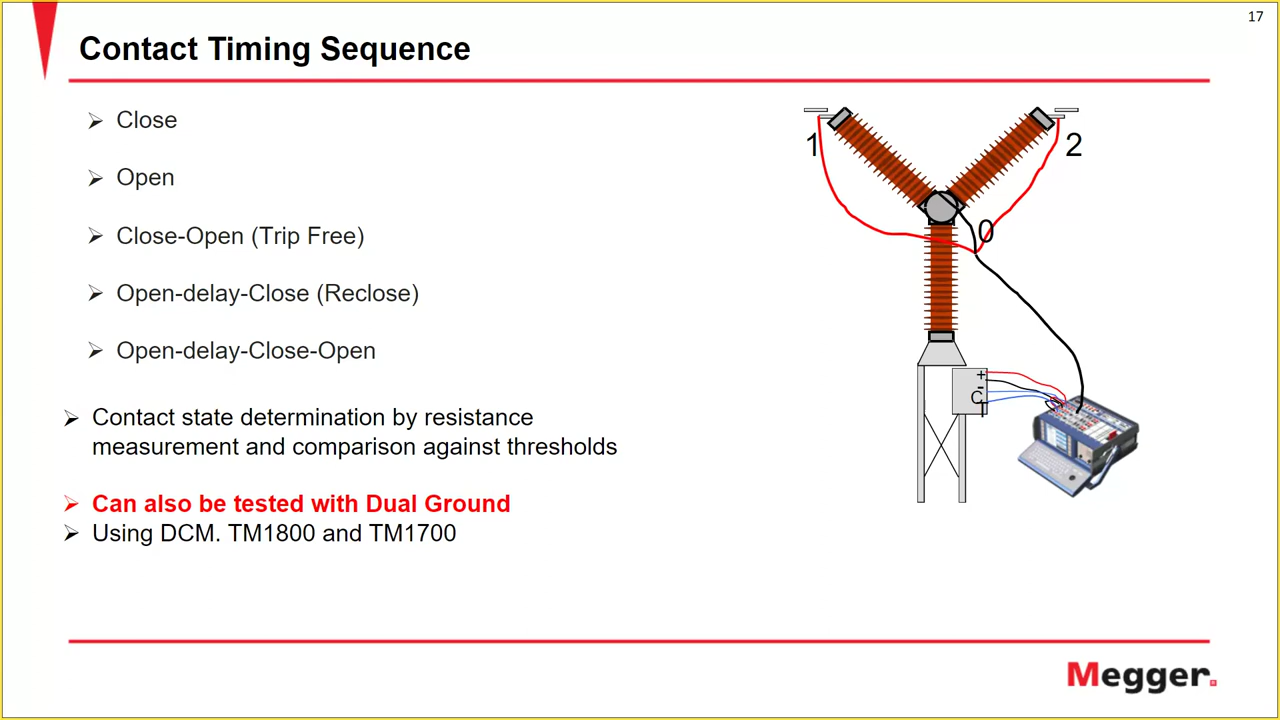 17
Contact Timing Sequence
Close
Open
Close-Open (Trip Free)
Open-delay-Close (Reclose)
Open-delay-Close-Open
Contact state determination by resistance
measurement and comparison against thresholds
Can also be tested with Dual Ground
Using DCM. TM1800 and TM1700
1
2
0
+
-
C
Megger.